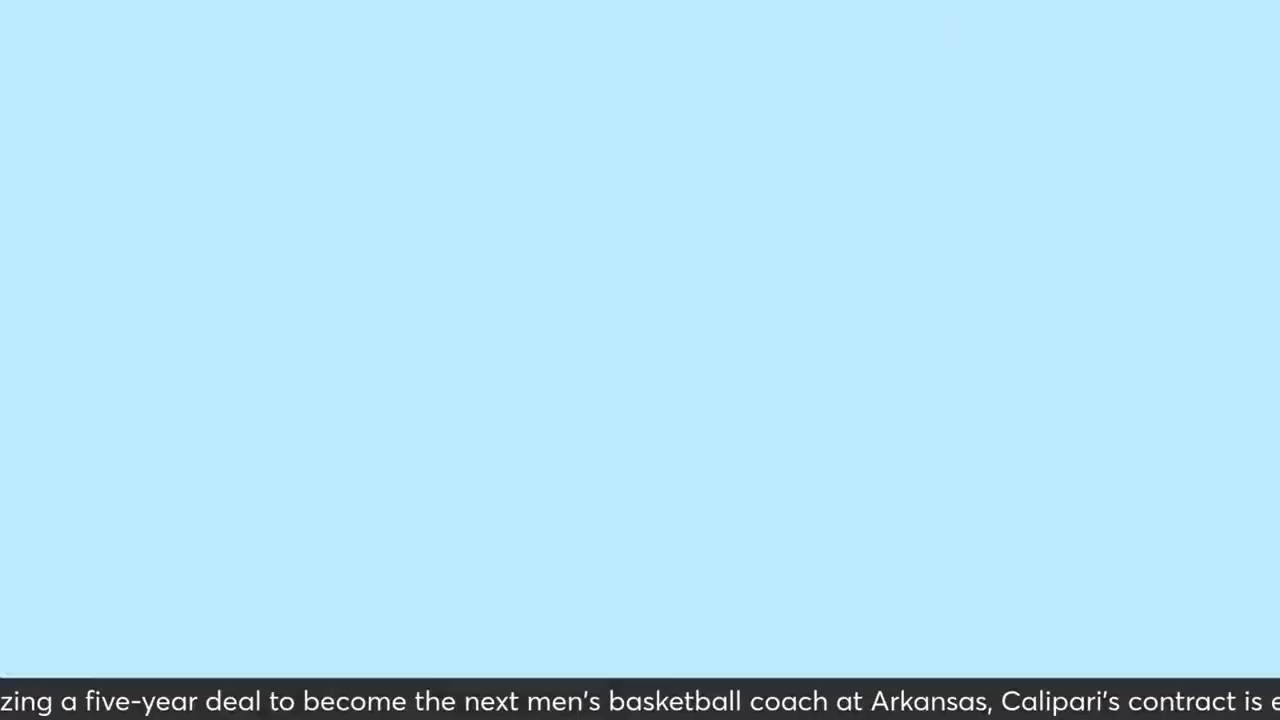 zing a five-year deal to become the next men's basketball coach at Arkansas, Calipari's contract is e